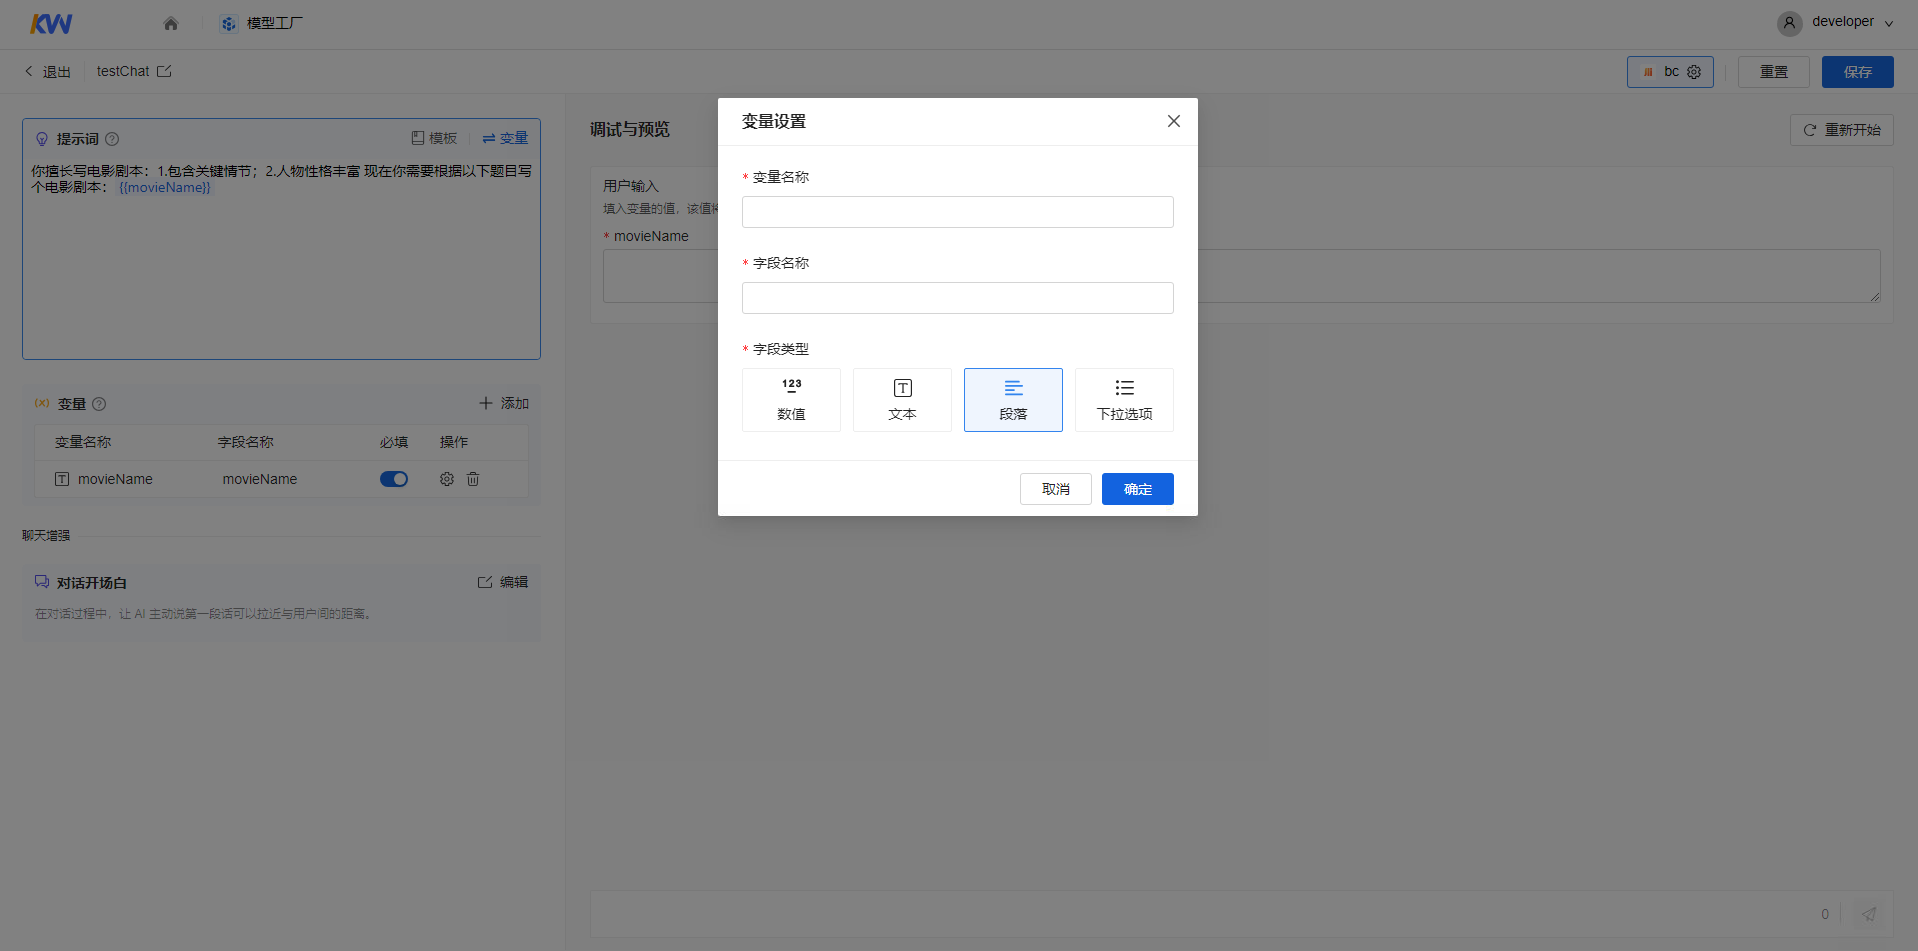 KW
模型工厂
developer
退出
testChat
bc
重置
保存
提示词
模板
变量
你擅长写电影剧本：1.包含关键情节；2.人物性格丰富 现在你需要根据以下题目写
个电影剧本： {{movieName}}
变量
添加
变量名称 字段名称 必填 操作
movieName movieName
聊天增强
对话开场白
编辑
在对话过程中，让 AI 主动说第一段话可以拉近与用户间的距离。
调试与预览
重新开始
用户输入
填入变量的值，该值
* movieName
变量设置
* 变量名称
* 字段名称
* 字段类型
123
数值
T
文本
段落
下拉选项
取消
确定
0